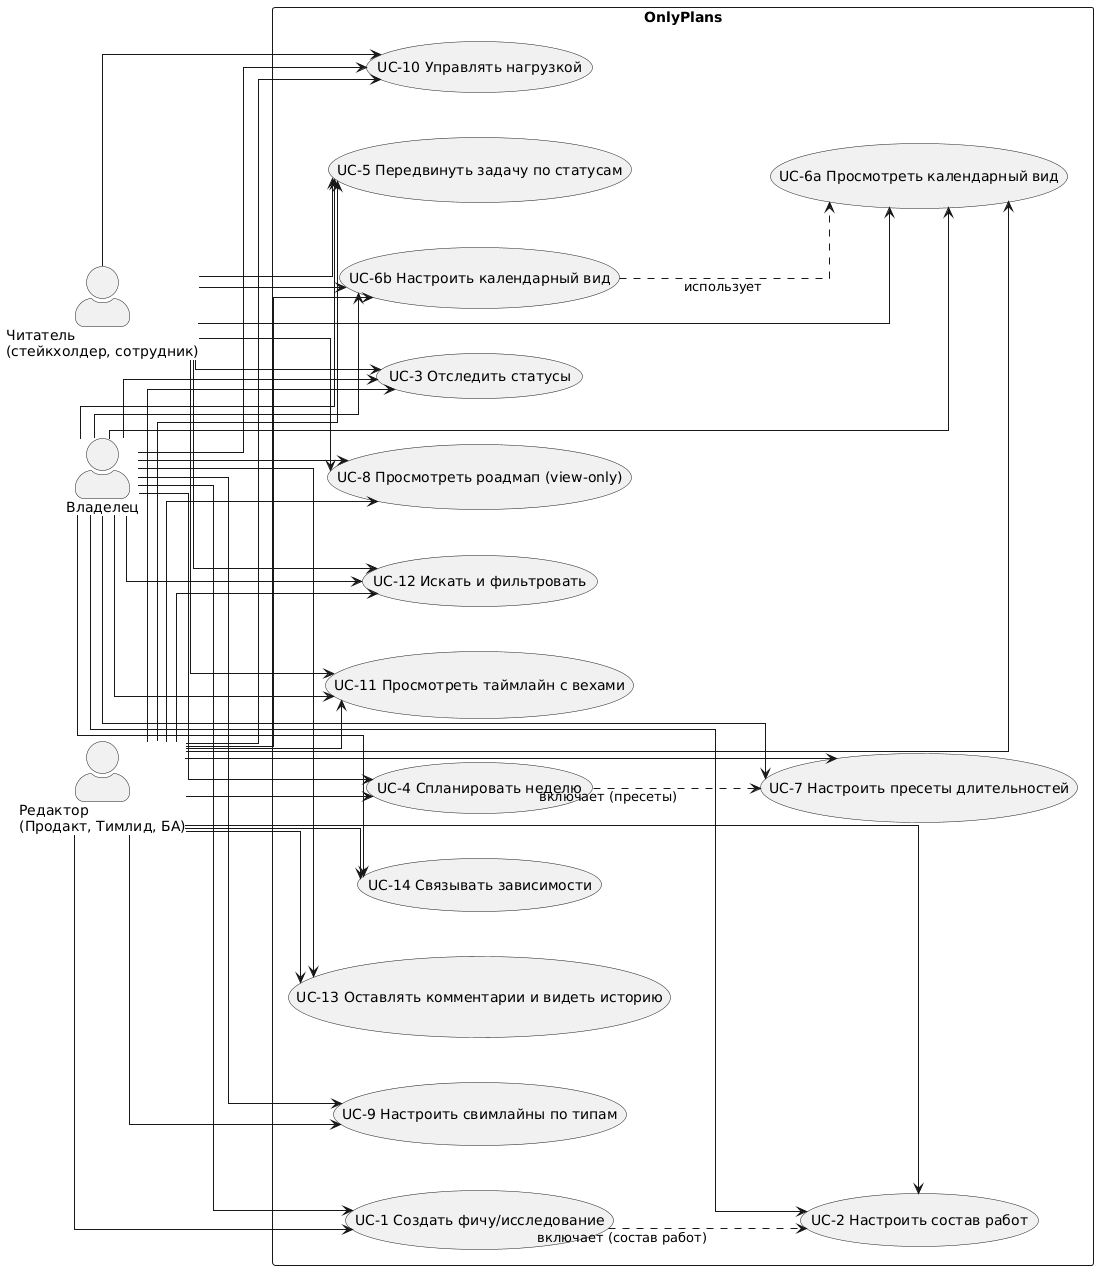 OnlyPlans
UC-10 Управлять нагрузкой
UC-5 Передвинуть задачу по статусам
UC-6a Просмотреть календарный вид
UC-6b Настроить календарный вид
использует
Читатель
(стейкхолдер, сотрудник)
UC-3 Отследить статусы
UC-8 Просмотреть роадмап (view-only)
Владелец
UC-12 Искать и фильтровать
UC-11 Просмотреть таймлайн с вехами
UC-4 Спланировать неделю
включает (пресеты)
UC-7 Настроить пресеты длительностей
Редактор
(Продакт, Тимлид, БА)
UC-14 Связывать зависимости
UC-13 Оставлять комментарии и видеть историю
UC-9 Настроить свимлайны по типам
UC-1 Создать фичу/исследование
включает (состав работ)
UC-2 Настроить состав работ